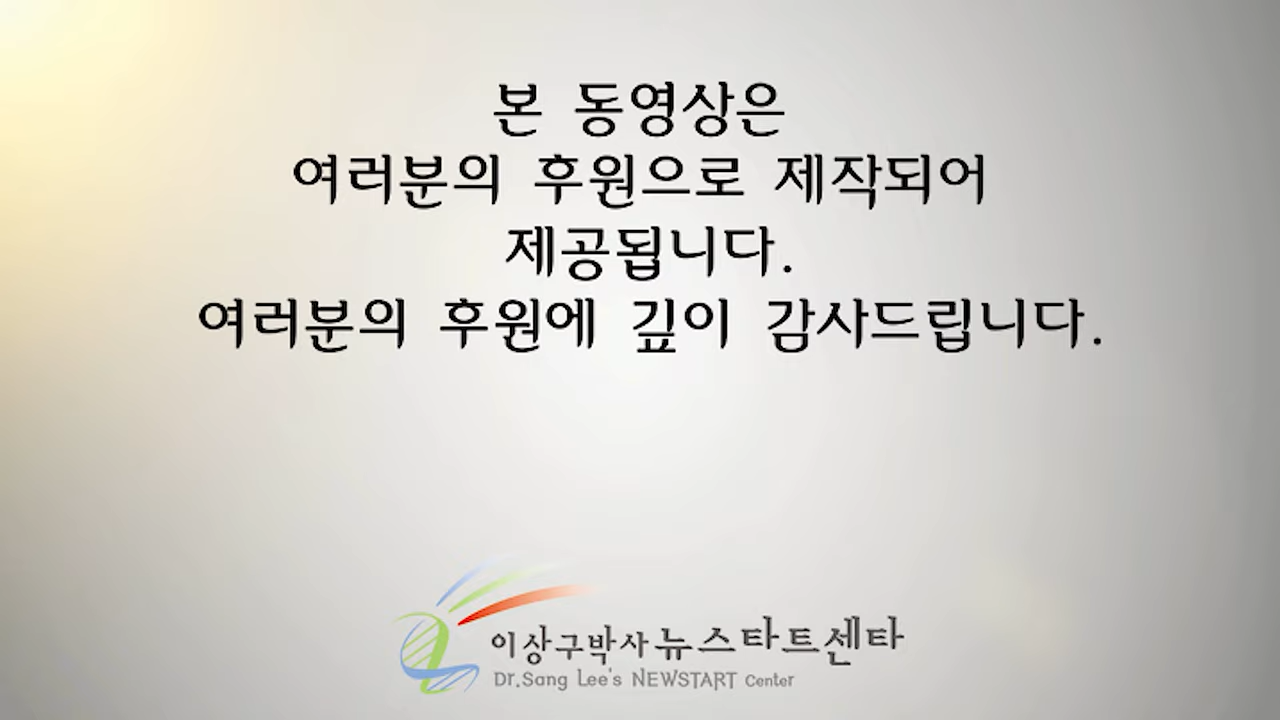 본 동영상은
여러분의 후원으로 제작되어
제공됩니다.
여러분의 후원에 깊이 감사드립니다.
이상구박사 뉴스타트센타
Dr.Sang Lee's NEWSTART Center